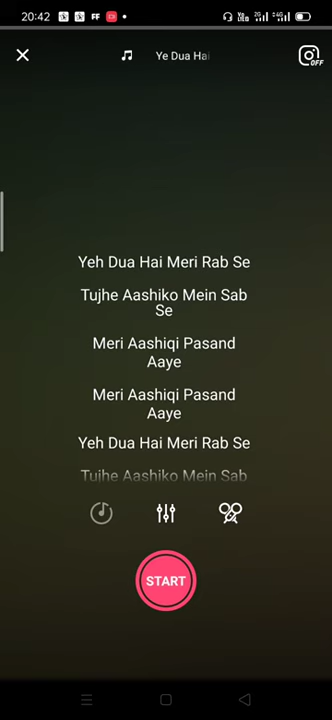 20:42
Ye Dua Hai
OFF
Yeh Dua Hai Meri Rab Se
Tujhe Aashiko Mein Sab
Se
Meri Aashiqi Pasand
Aaye
Meri Aashiqi Pasand
Aaye
Yeh Dua Hai Meri Rab Se
Tujhe Aashiko Mein Sab
START